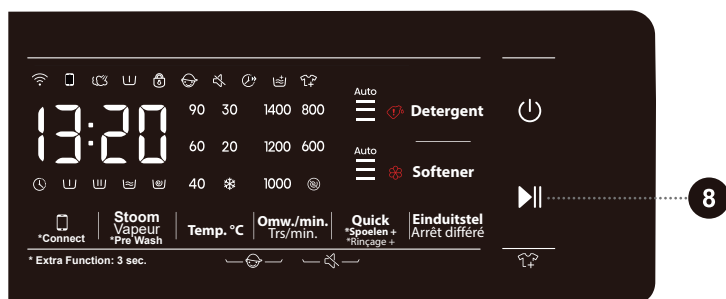 Auto
90 30 1400 800
Detergent
13:20
60 20 1200 600
Auto
Softener
40 1000
8
*Connect
Stoom
Vapeur
*Pre Wash
Temp. °C
Omw./min.
Trs/min.
Quick
*Spoelen +
*Rinçage +
Einduitstel
Arrêt différé
* Extra Function: 3 sec.